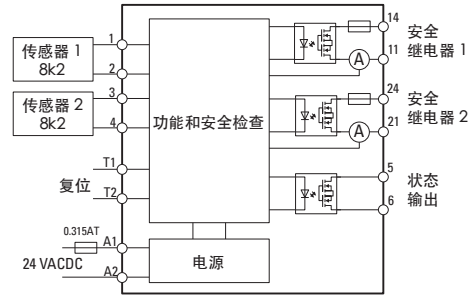 传感器 1
8k2
传感器 2
8k2
复位
0.315AT
24 VACDC
1
2
3
4
T1
T2
A1
A2
功能和安全检查
电源
A
A
14
11
24
21
5
6
安全
继电器 1
安全
继电器 2
状态
输出